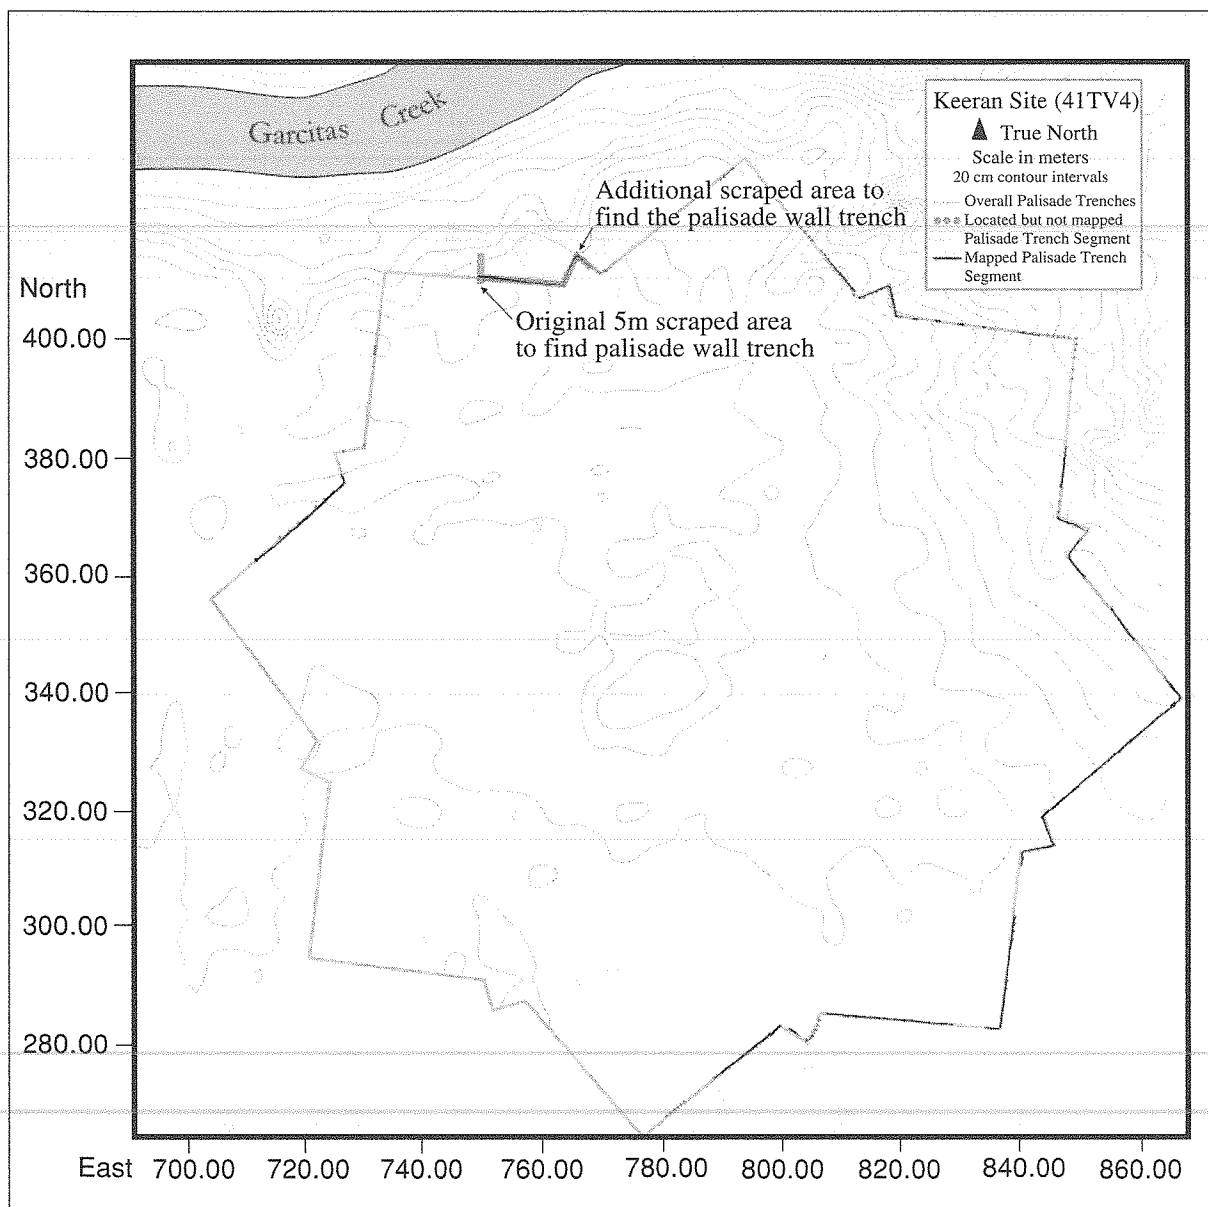 Garcitas Creek
Keeran Site (41TV4)
True North
Scale in meters
20 cm contour intervals
Overall Palisade Trenches
Located but not mapped
Palisade Trench Segment
Mapped Palisade Trench
Segment
Additional scraped area to
find the palisade wall trench
Original 5m scraped area
to find palisade wall trench
North
400.00
380.00
360.00
340.00
320.00
300.00
280.00
East 700.00 720.00 740.00 760.00 780.00 800.00 820.00 840.00 860.00